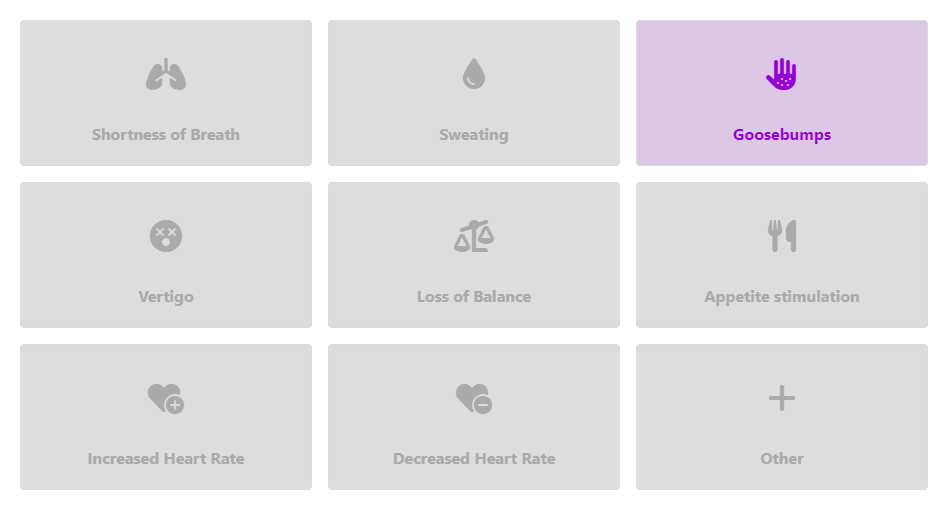 Shortness of Breath
Sweating
Goosebumps
Vertigo
Loss of Balance
Appetite stimulation
Increased Heart Rate
Decreased Heart Rate
Other